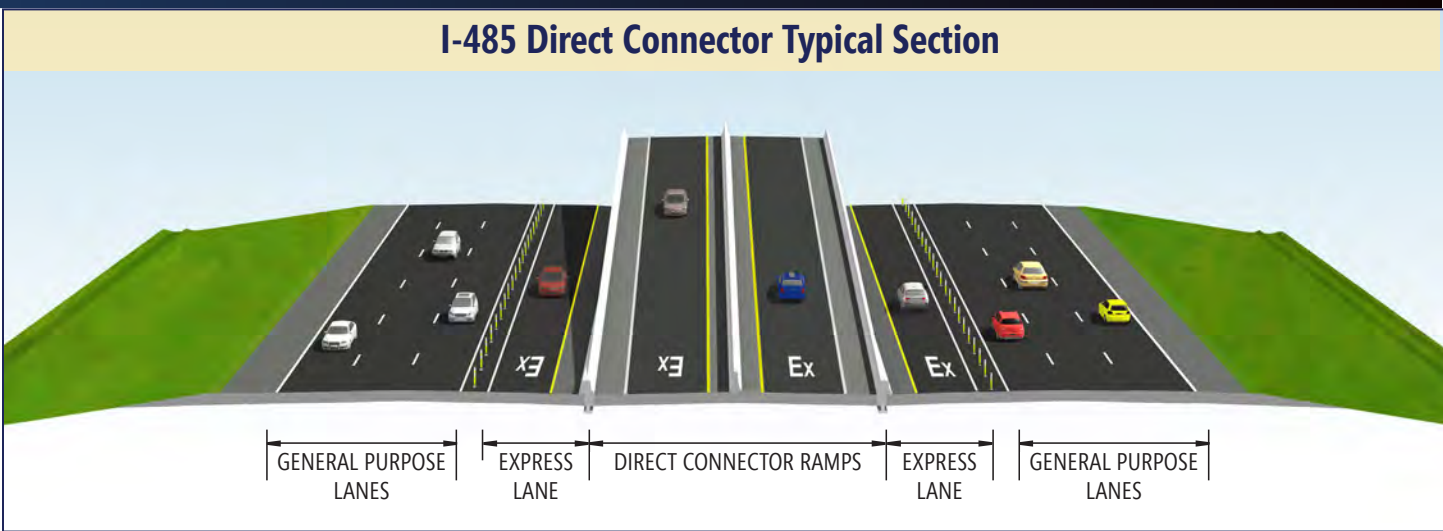 I-485 Direct Connector Typical Section
Ex
Ex
Ex
Ex
GENERAL PURPOSE
LANES
EXPRESS
LANE
DIRECT CONNECTOR RAMPS
EXPRESS
LANE
GENERAL PURPOSE
LANES